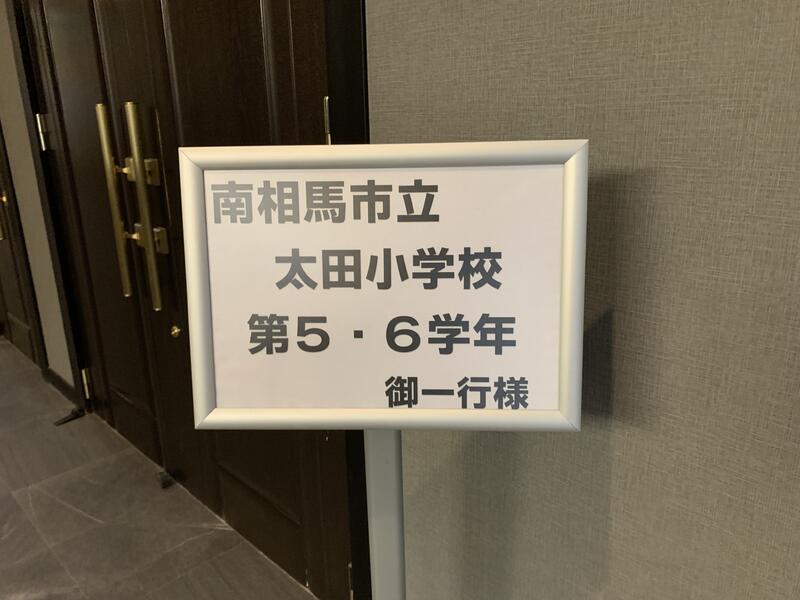 南相馬市立
太田小学校
第５・６学年
御一行様